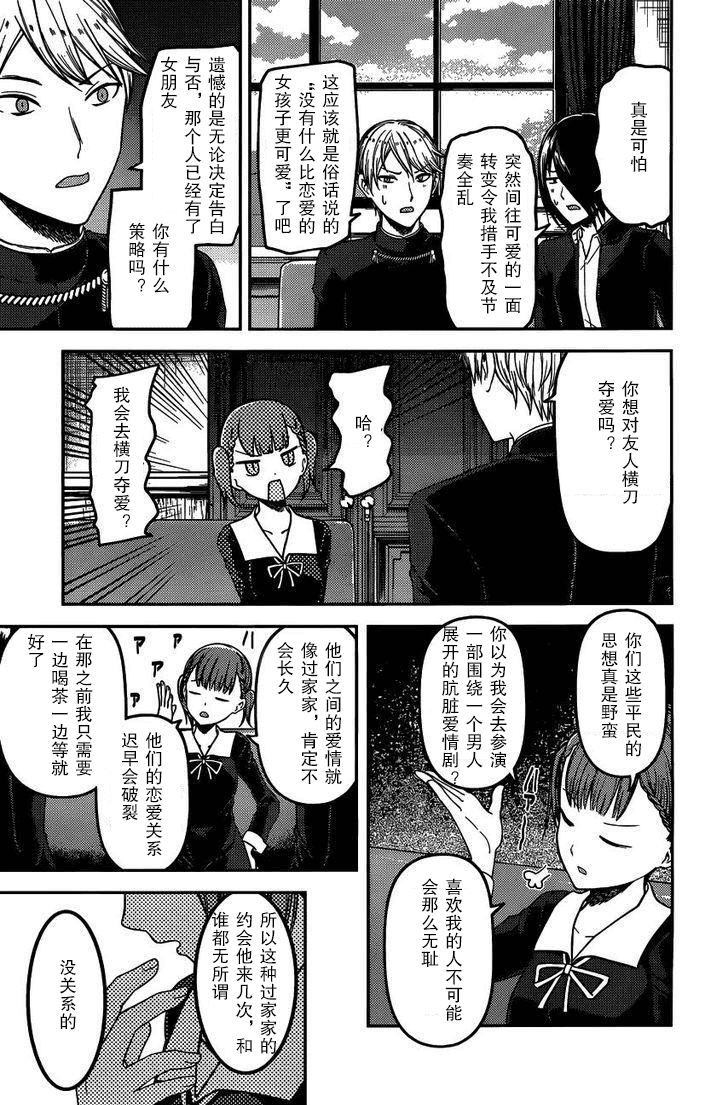 真是可怕
突然间往可爱的一面
转变令我措手不及节
奏全乱
这应该就是俗话说的
“没有什么比恋爱的
女孩子更可爱”了吧
遗憾的是无论决定告白
与否，那个人已经有了
女朋友
你有什么
策略吗？
你想对友人横刀
夺爱吗？
哈？
我会去横刀夺爱？
你们这些平民的
思想真是野蛮
你以为我会去参演
一部围绕一个男人
展开的肮脏爱情剧？
喜欢我的人不可能
会那么无耻
他们之间的爱情就
像过家家，肯定不
会长久
他们的恋爱关系
迟早会破裂
在那之前我只需要
一边喝茶一边等就
好了
所以这种过家家的
约会他来几次，和
谁都无所谓
没关系的